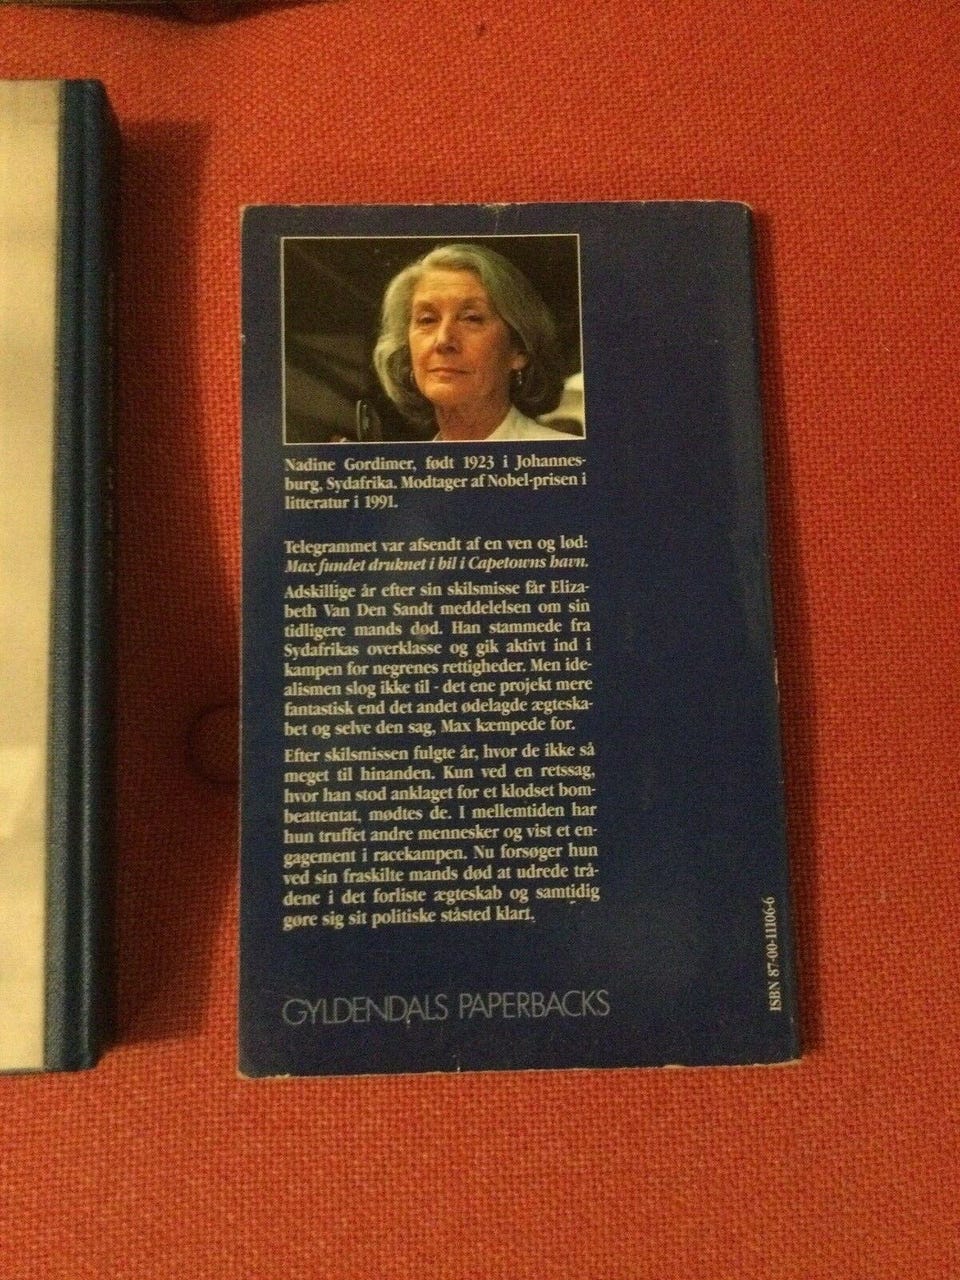 Nadine Gordimer, født 1923 i Johannes-
burg, Sydafrika. Modtager af Nobel-prisen i
litteratur i 1991.
Telegrammet var afsendt af en ven og lød:
Max fundet druknet i bil i Capetowns havn.
Adskillige år efter sin skilsmisse får Eliza-
beth Van Den Sandt meddelelsen om sin
tidligere mands død. Han stammede fra
Sydafrikas overklasse og gik aktivt ind i
kampen for negrenes rettigheder. Men ide-
alismen slog ikke til - det ene projekt mere
fantastisk end det andet ødelagde ægteska-
bet og selve den sag, Max kæmpede for.
Efter skilsmissen fulgte år, hvor de ikke så
meget til hinanden. Kun ved en retssag,
hvor han stod anklaget for et klodset bom-
beattentat, mødtes de. I mellemtiden har
hun truffet andre mennesker og vist et en-
gagement i racekampen. Nu forsøger hun
ved sin fraskilte mands død at udrede trå-
dene i det forliste ægteskab og samtidig
gøre sig sit politiske ståsted klart.
GYLDENDALS PAPERBACKS
ISBN 87-00-11106-6